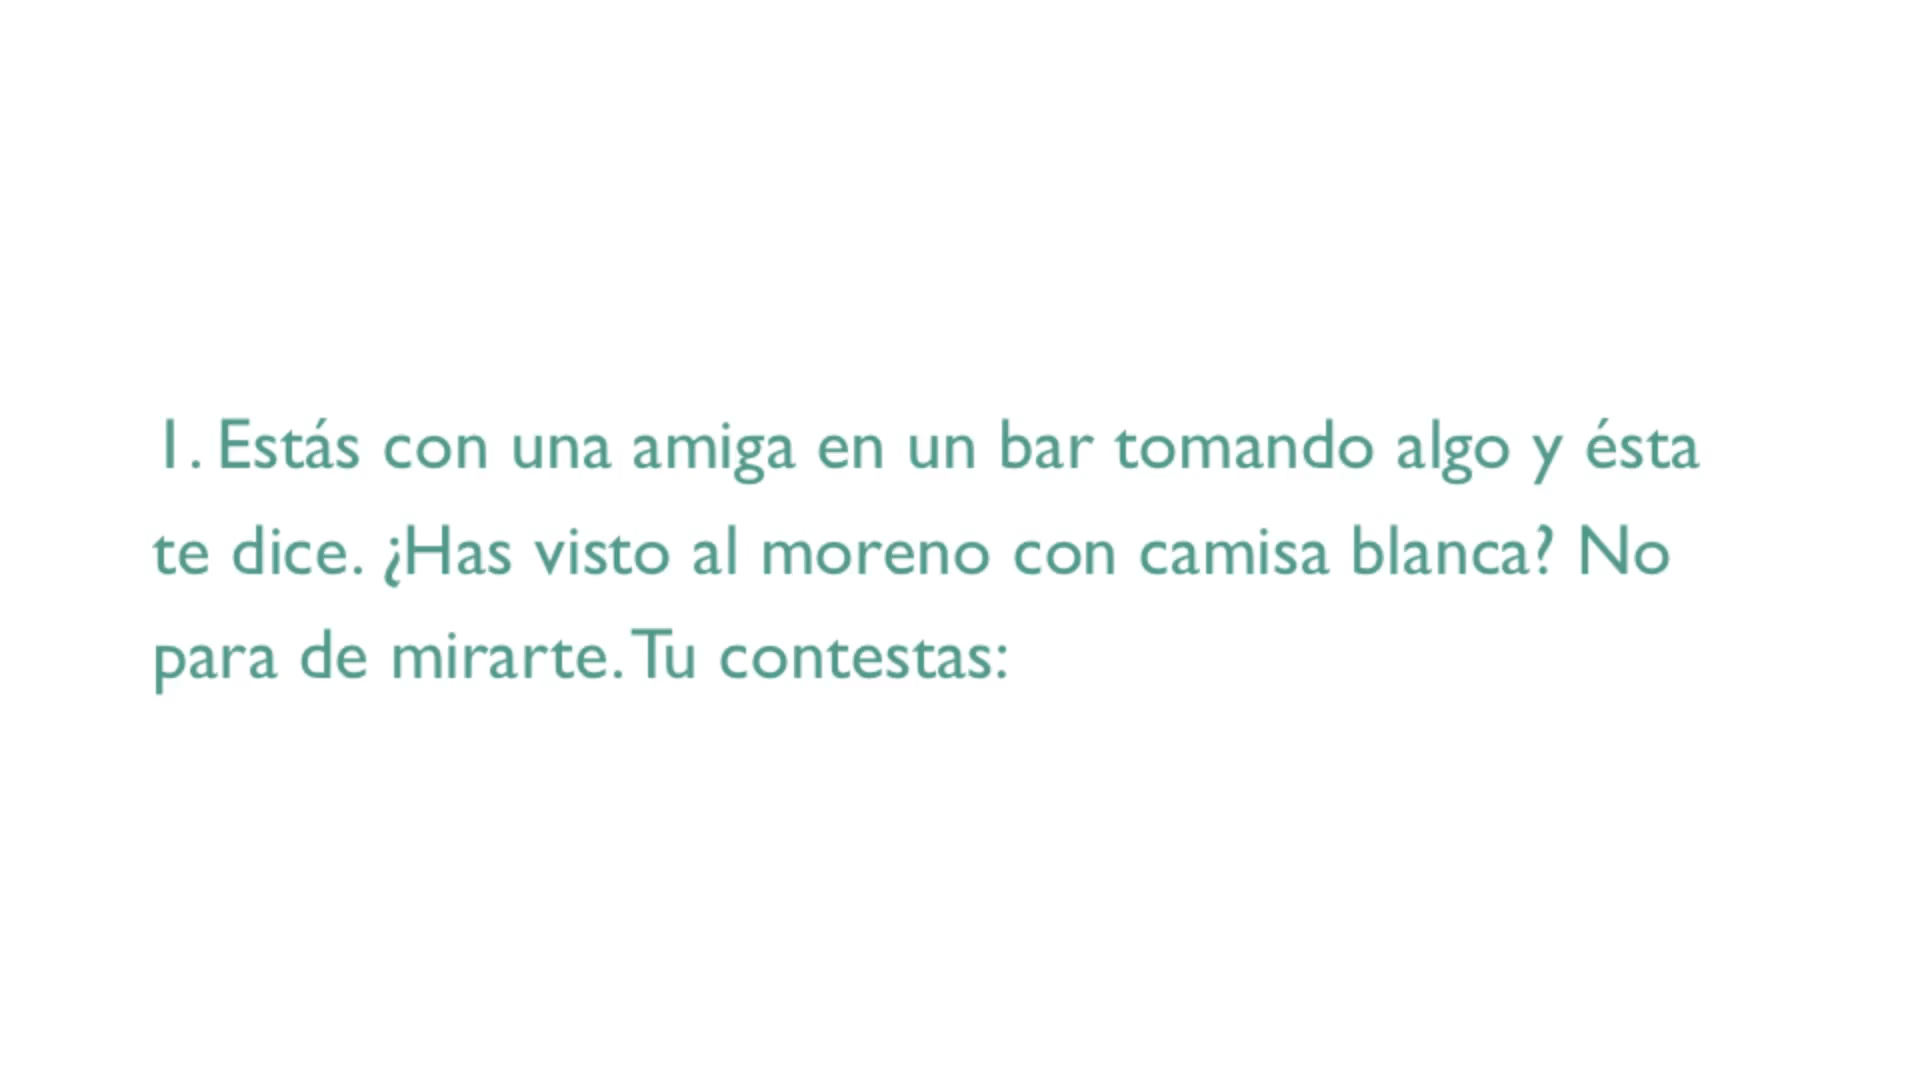 1. Estás con una amiga en un bar tomando algo y ésta
te dice. ¿Has visto al moreno con camisa blanca? No
para de mirarte. Tu contestas: